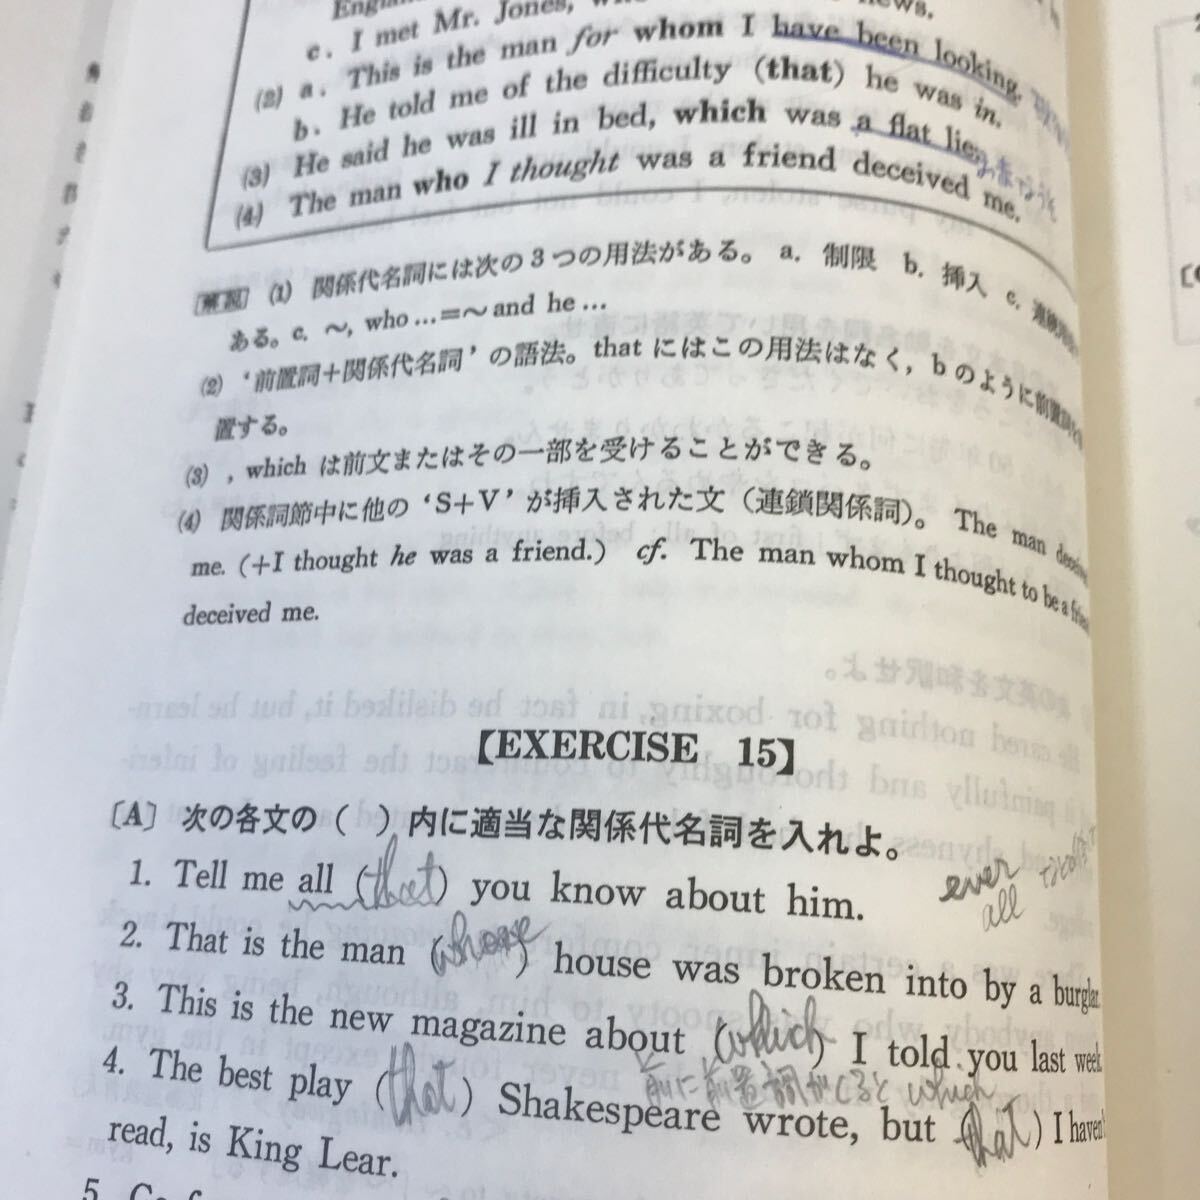 c. I met Mr. Jones,
(2) a. This is the man for whom I have been looking.
b. He told me of the difficulty (that) he was in.
(3) He said he was ill in bed, which was a flat lie.
(4) The man who I thought was a friend deceived me.
[解説] (1) 関係代名詞には次の3つの用法がある。 a. 制限 b. 挿入 c.
ある。c. ～, who …=～ and he …
(2) ‘前置詞+関係代名詞’ の語法。that にはこの用法はなく, b のように前置詞を
置する。
(3) , which は前文またはその一部を受けることができる。
(4) 関係詞節中に他の ‘S+V’ が挿入された文 (連鎖関係詞)。 The man
me. (+I thought he was a friend.) cf. The man whom I thought to be a
deceived me.
【EXERCISE 15】
[A] 次の各文の ( ) 内に適当な関係代名詞を入れよ。
1. Tell me all (that) you know about him. ever
all
2. That is the man (whose) house was broken into by a burglar.
3. This is the new magazine about (which) I told you last week.
前に前置詞がくると which
4. The best play (that) Shakespeare wrote, but (that) I haven't
read, is King Lear.
5.